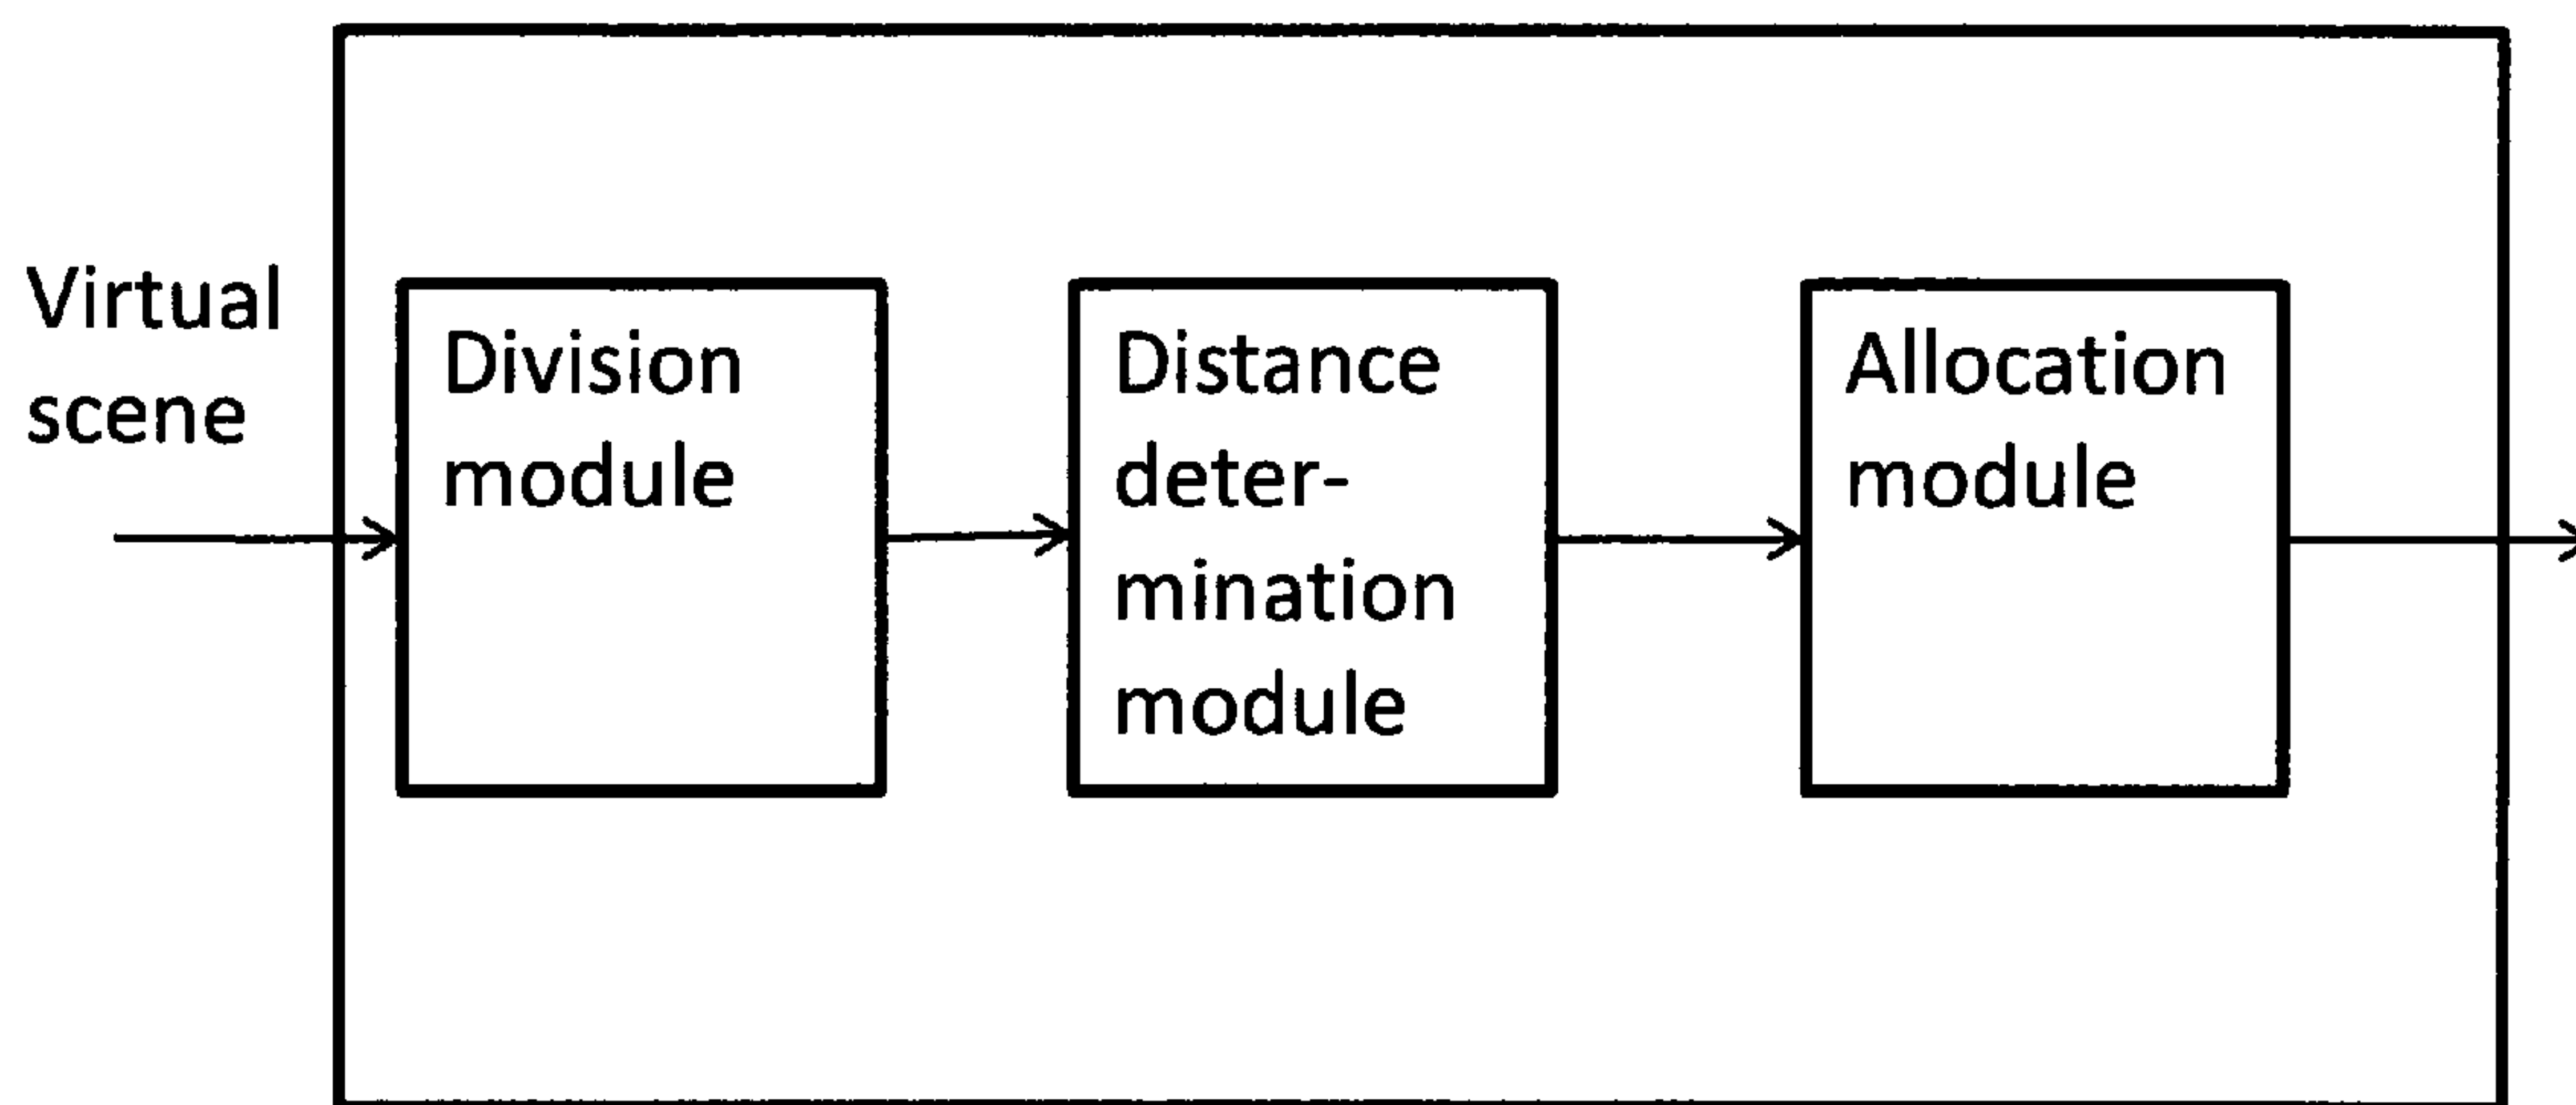 Virtual
scene
Division
module
Distance
deter-
mination
module
Allocation
module